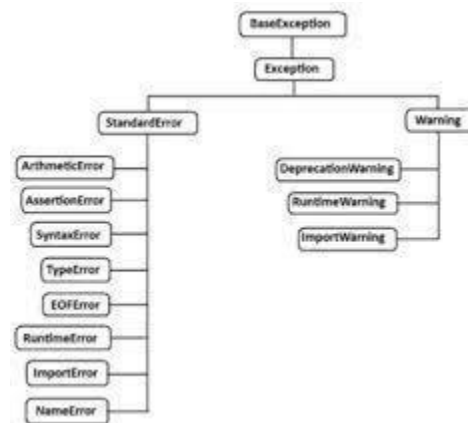 BaseException
Exception
StandardError
Warning
ArthmeticError
AssertionError
SyntaxError
TypeError
EOFError
RuntimeError
ImportError
NameError
DeprecationWarning
RuntimeWarning
ImportWarning